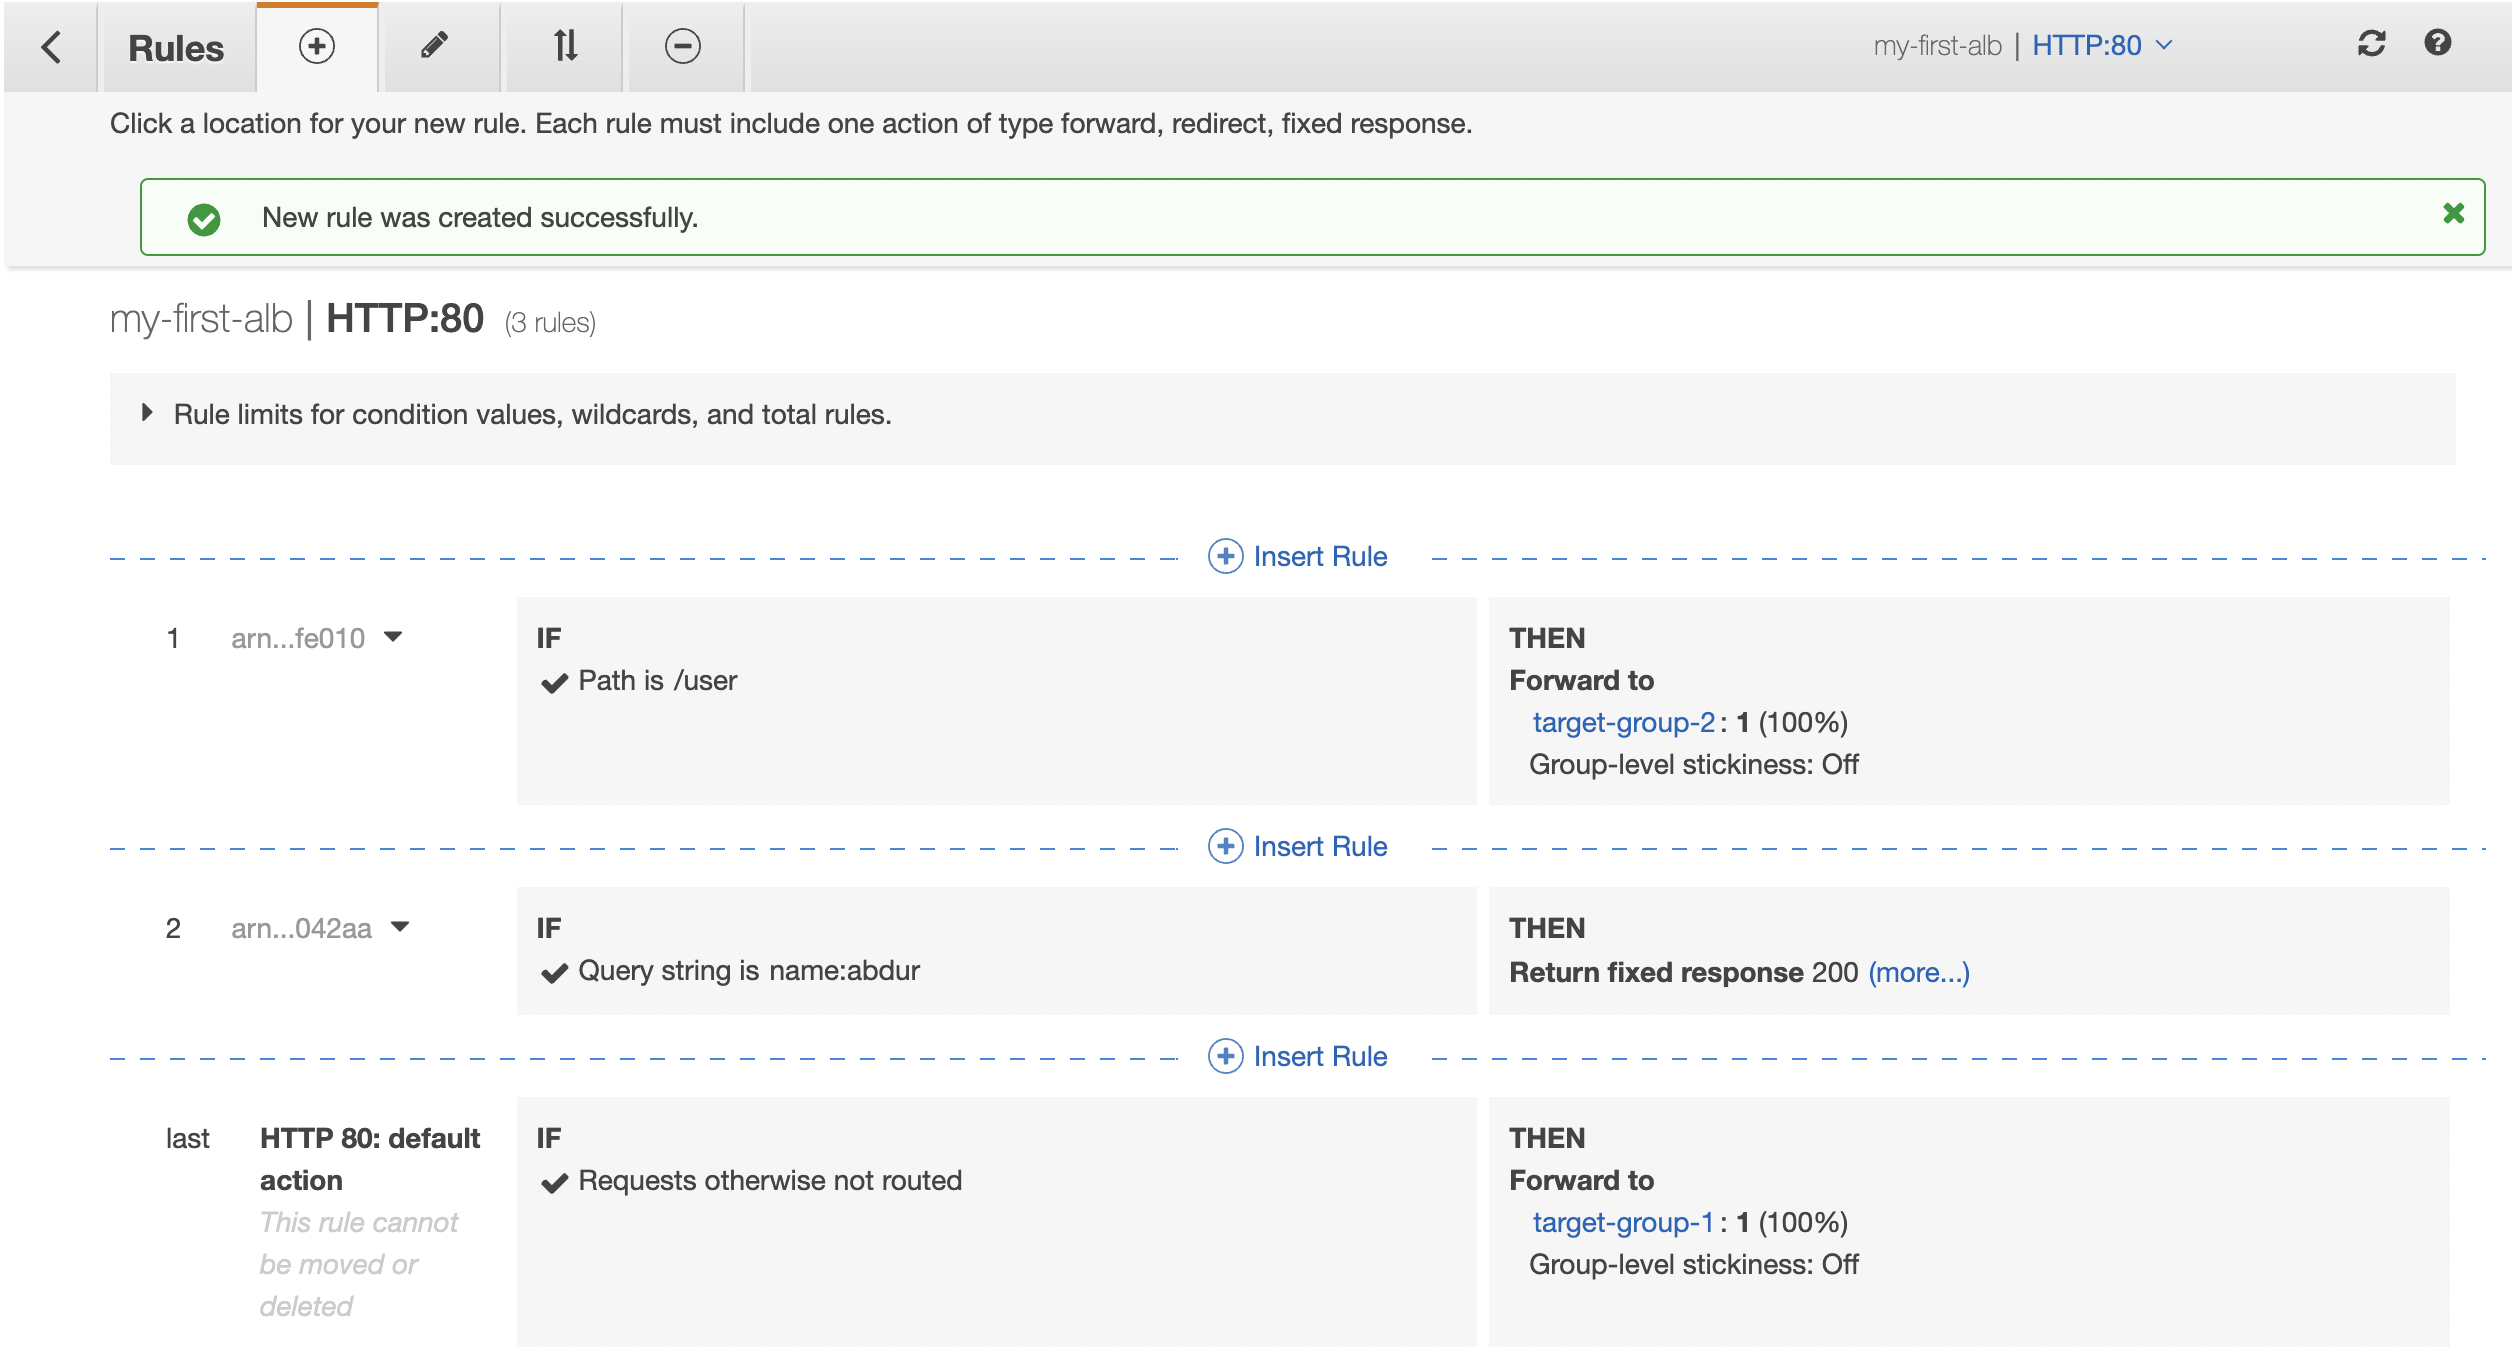 Rules
my-first-alb | HTTP:80
Click a location for your new rule. Each rule must include one action of type forward, redirect, fixed response.
New rule was created successfully.
my-first-alb | HTTP:80 (3 rules)
Rule limits for condition values, wildcards, and total rules.
Insert Rule
1 arn...fe010
IF
Path is /user
THEN
Forward to
target-group-2 : 1 (100%)
Group-level stickiness: Off
Insert Rule
2 arn...042aa
IF
Query string is name:abdur
THEN
Return fixed response 200 (more...)
Insert Rule
last
HTTP 80: default
action
This rule cannot
be moved or
deleted
IF
Requests otherwise not routed
THEN
Forward to
target-group-1 : 1 (100%)
Group-level stickiness: Off